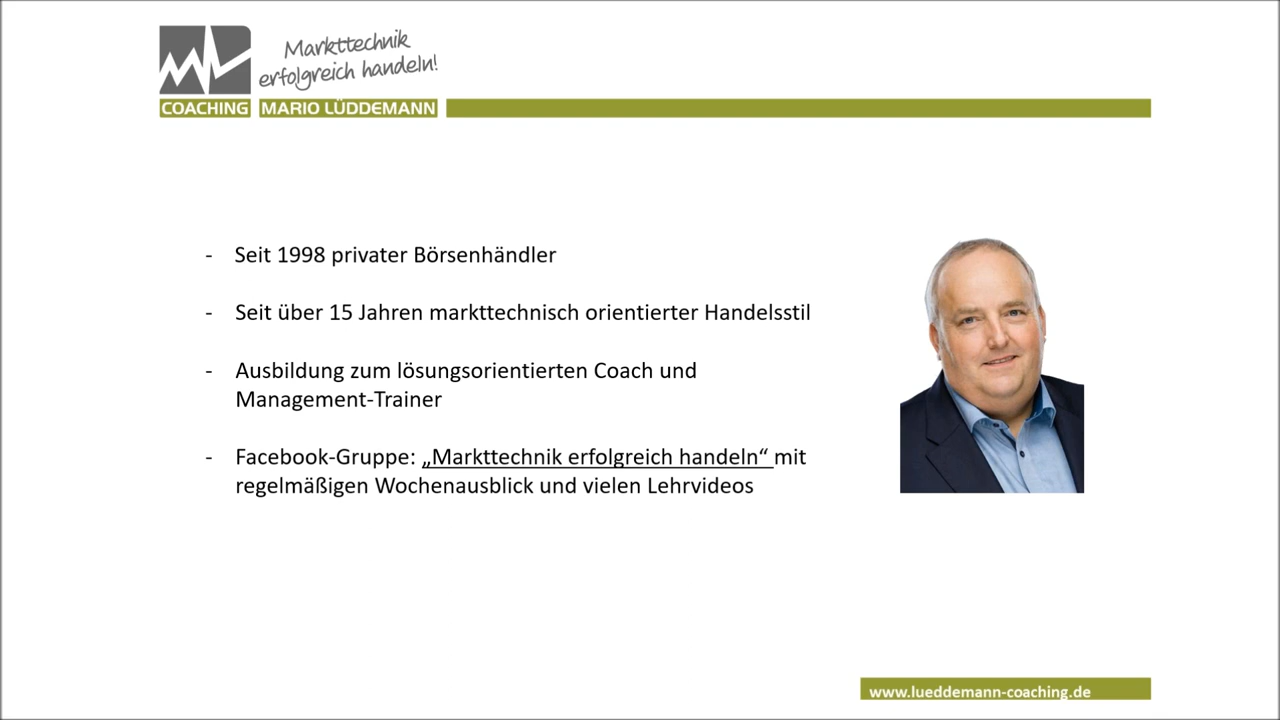 Markttechnik
erfolgreich handeln!
COACHING MARIO LÜDDEMANN
- Seit 1998 privater Börsenhändler
- Seit über 15 Jahren markttechnisch orientierter Handelsstil
- Ausbildung zum lösungsorientierten Coach und
Management-Trainer
- Facebook-Gruppe: „Markttechnik erfolgreich handeln“ mit
regelmäßigen Wochenausblick und vielen Lehrvideos
www.lueddemann-coaching.de